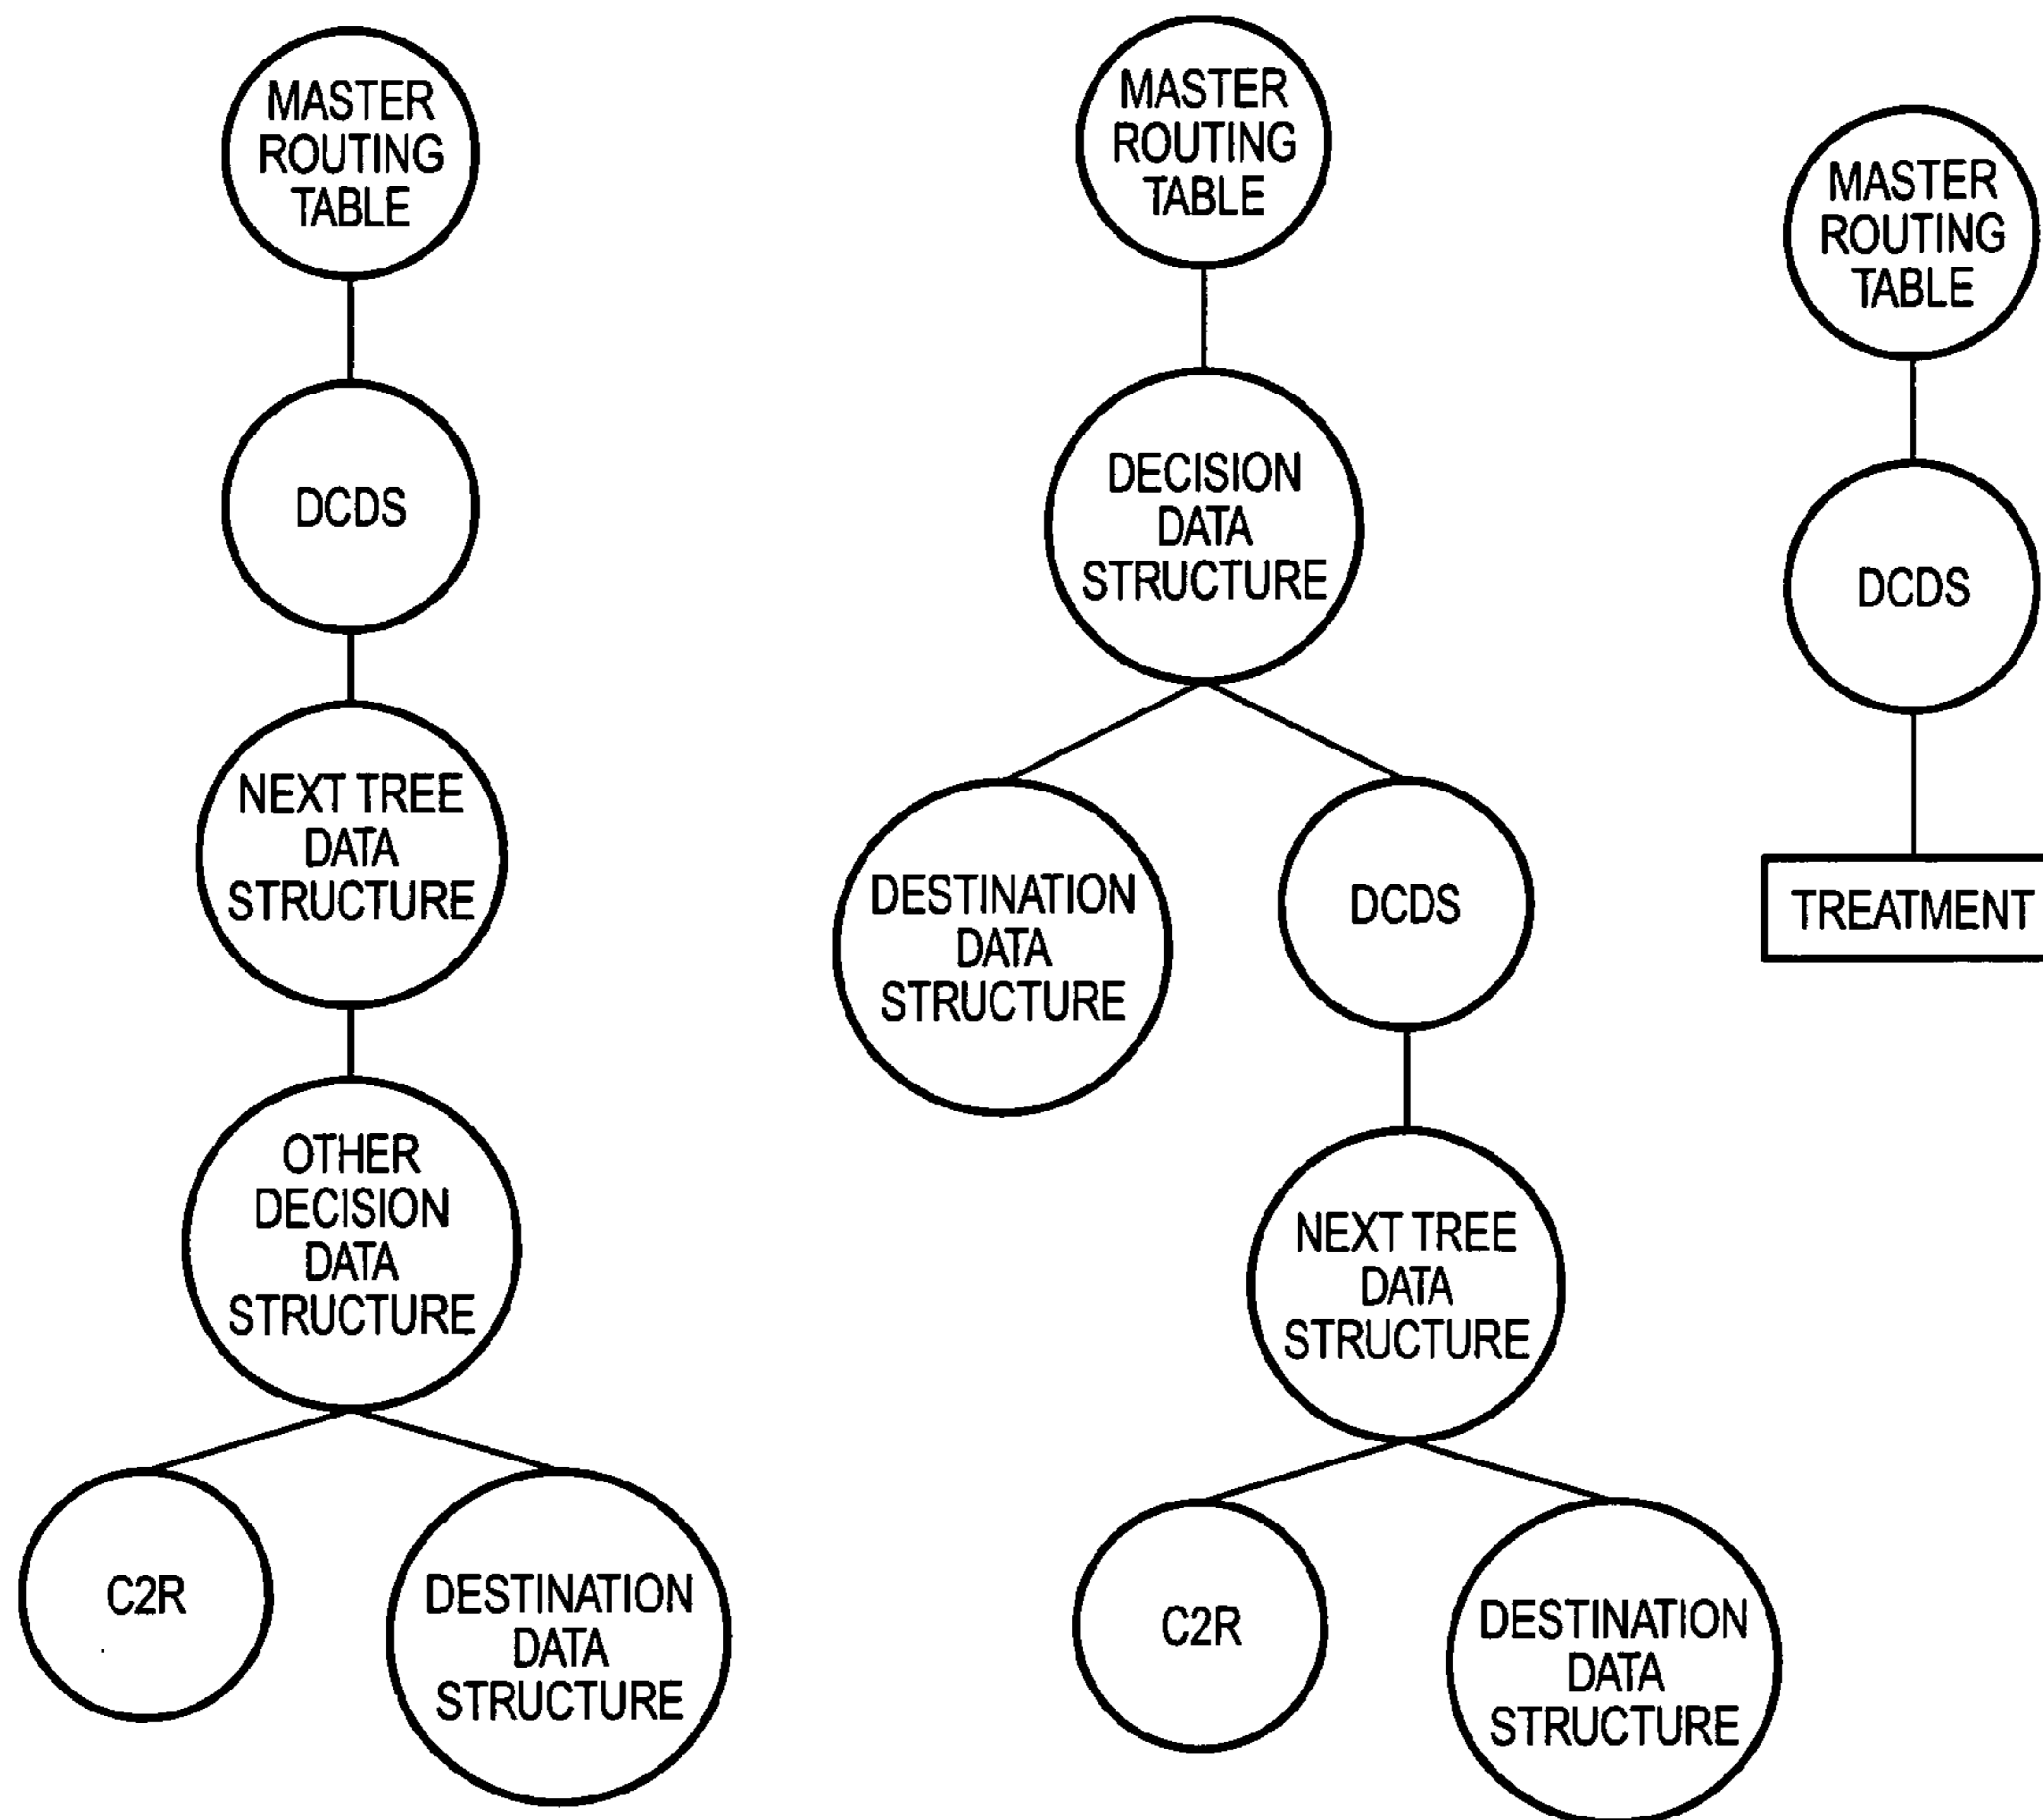 MASTER
ROUTING
TABLE
DCDS
NEXT TREE
DATA
STRUCTURE
OTHER
DECISION
DATA
STRUCTURE
C2R
DESTINATION
DATA
STRUCTURE
MASTER
ROUTING
TABLE
DECISION
DATA
STRUCTURE
DESTINATION
DATA
STRUCTURE
DCDS
NEXT TREE
DATA
STRUCTURE
C2R
DESTINATION
DATA
STRUCTURE
MASTER
ROUTING
TABLE
DCDS
TREATMENT